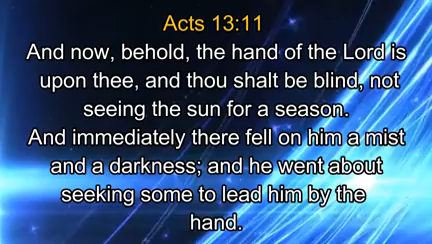 Acts 13:11
And now, behold, the hand of the Lord is
upon thee, and thou shalt be blind, not
seeing the sun for a season.
And immediately there fell on him a mist
and a darkness; and he went about
seeking some to lead him by the
hand.